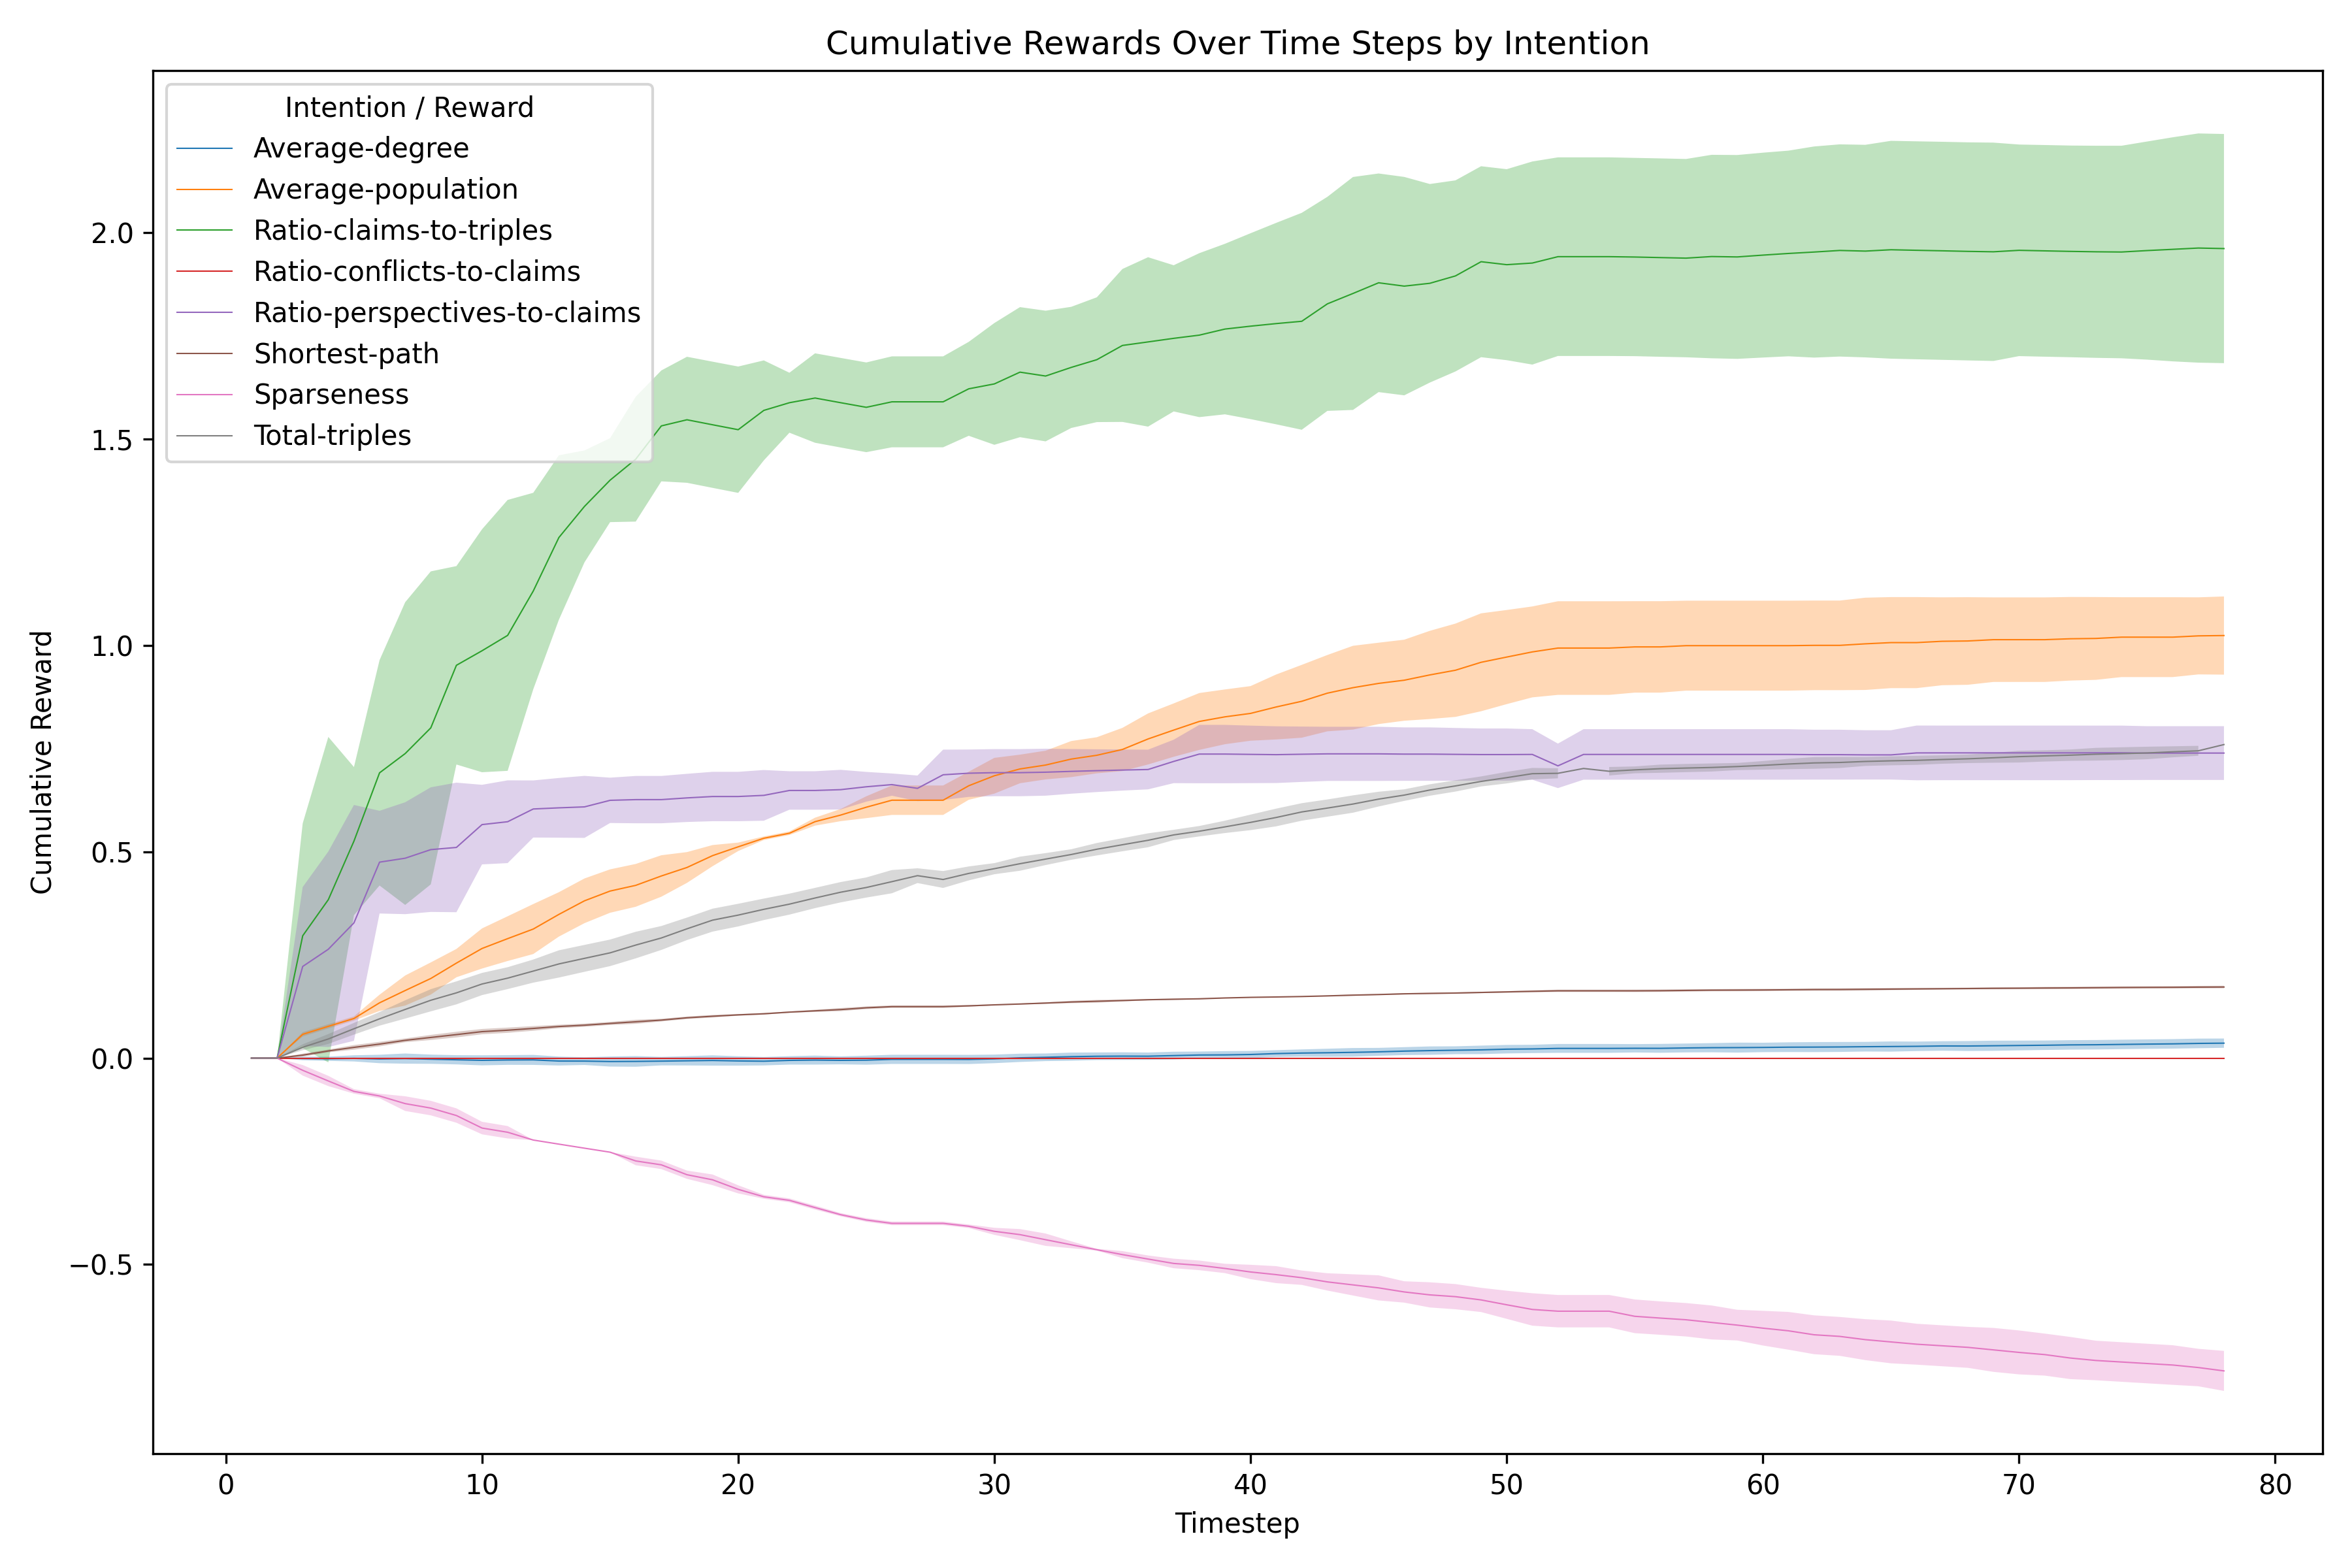 Cumulative Rewards Over Time Steps by Intention
Intention / Reward
Average-degree
Average-population
Ratio-claims-to-triples
Ratio-conflicts-to-claims
Ratio-perspectives-to-claims
Shortest-path
Sparseness
Total-triples
Cumulative Reward
2.0
1.5
1.0
0.5
0.0
−0.5
0 10 20 30 40 50 60 70 80
Timestep